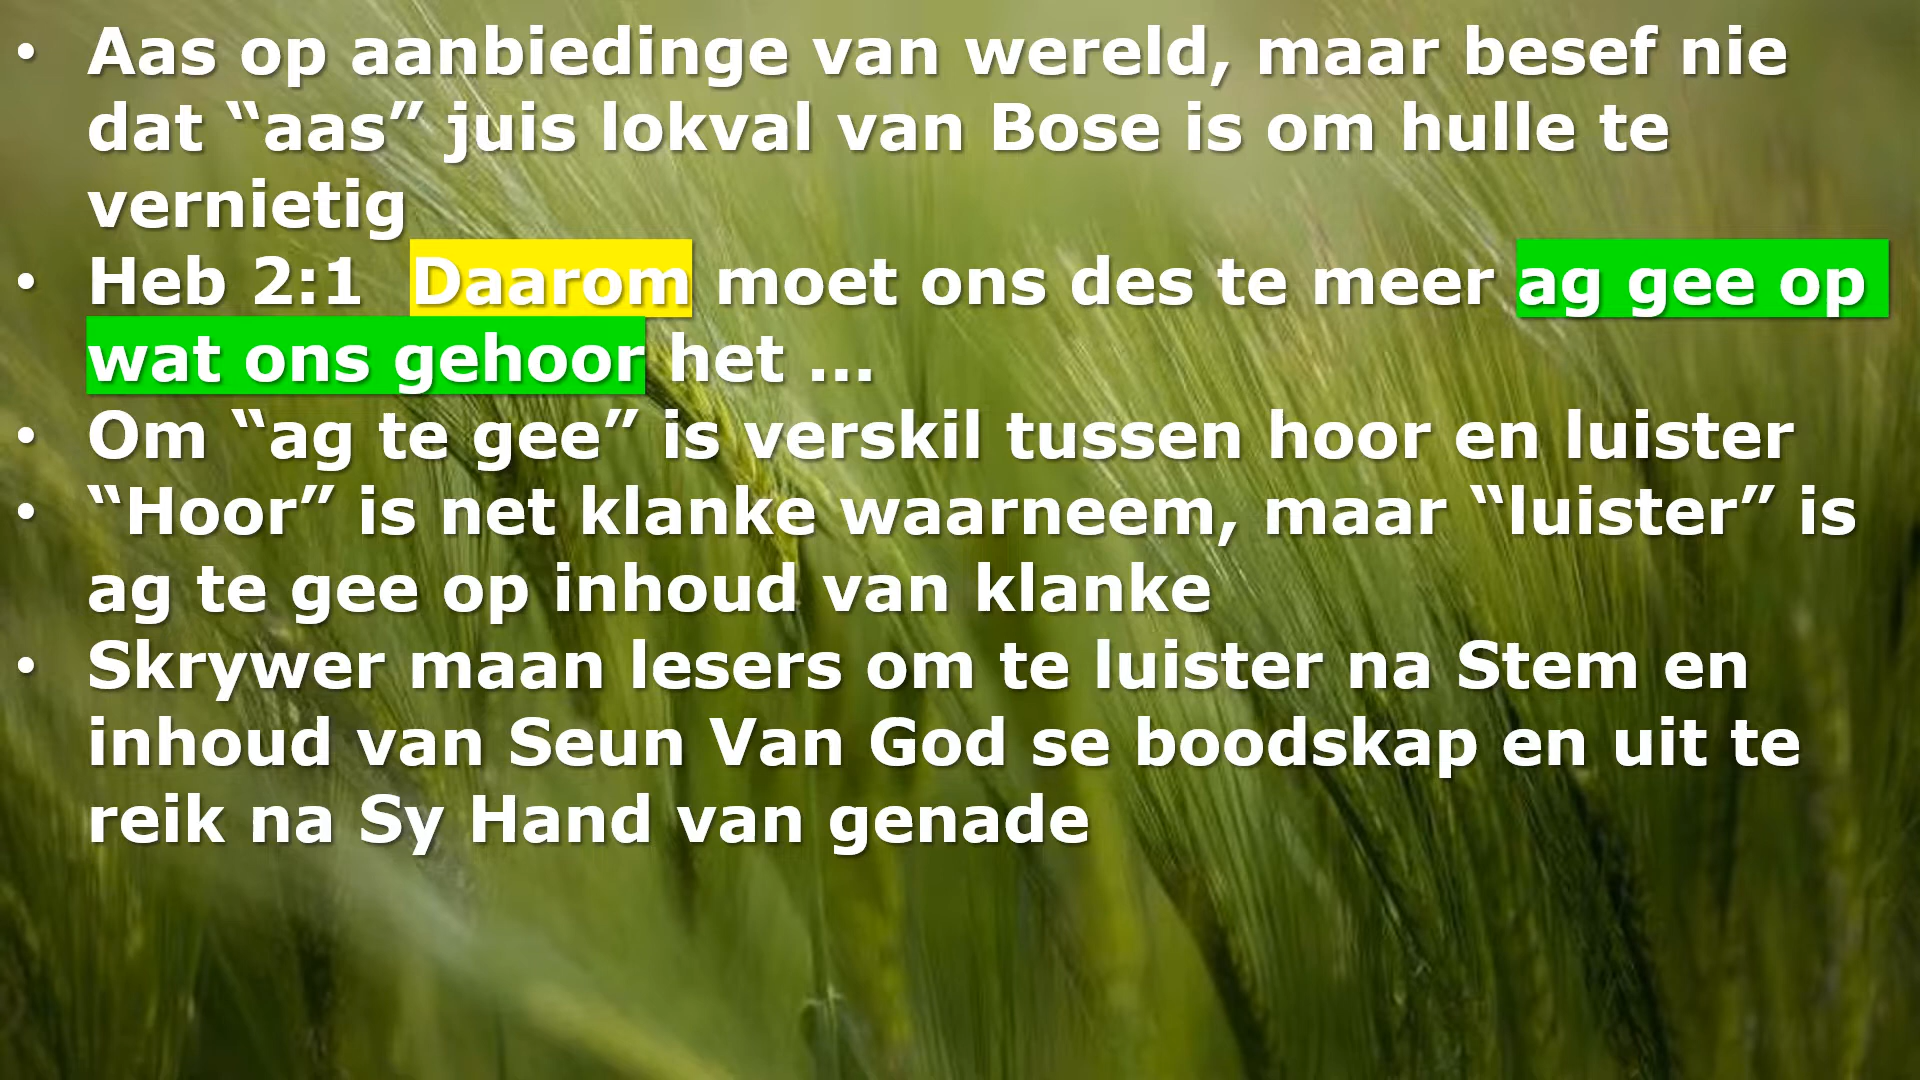 • Aas op aanbiedinge van wereld, maar besef nie
dat “aas” juis lokval van Bose is om hulle te
vernietig
• Heb 2:1  Daarom moet ons des te meer ag gee op
wat ons gehoor het …
• Om “ag te gee” is verskil tussen hoor en luister
• “Hoor” is net klanke waarneem, maar “luister” is
ag te gee op inhoud van klanke
• Skrywer maan lesers om te luister na Stem en
inhoud van Seun Van God se boodskap en uit te
reik na Sy Hand van genade